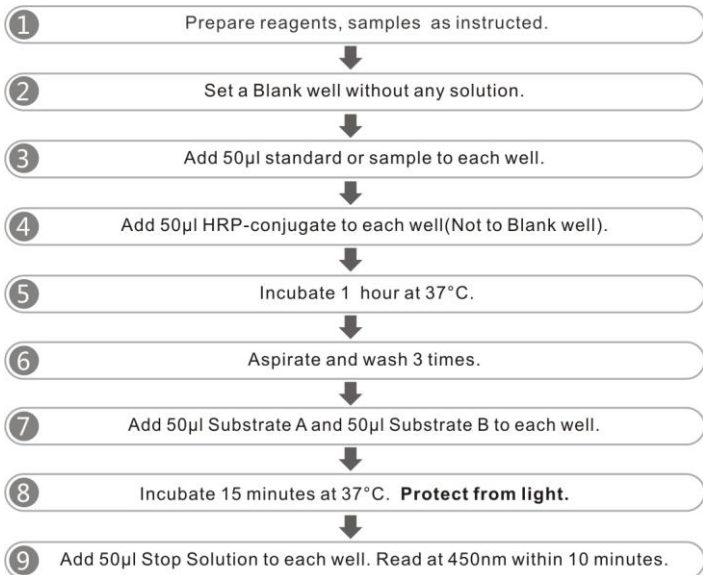 1 Prepare reagents, samples as instructed.
2 Set a Blank well without any solution.
3 Add 50µl standard or sample to each well.
4 Add 50µl HRP-conjugate to each well(Not to Blank well).
5 Incubate 1 hour at 37°C.
6 Aspirate and wash 3 times.
7 Add 50µl Substrate A and 50µl Substrate B to each well.
8 Incubate 15 minutes at 37°C. Protect from light.
9 Add 50µl Stop Solution to each well. Read at 450nm within 10 minutes.